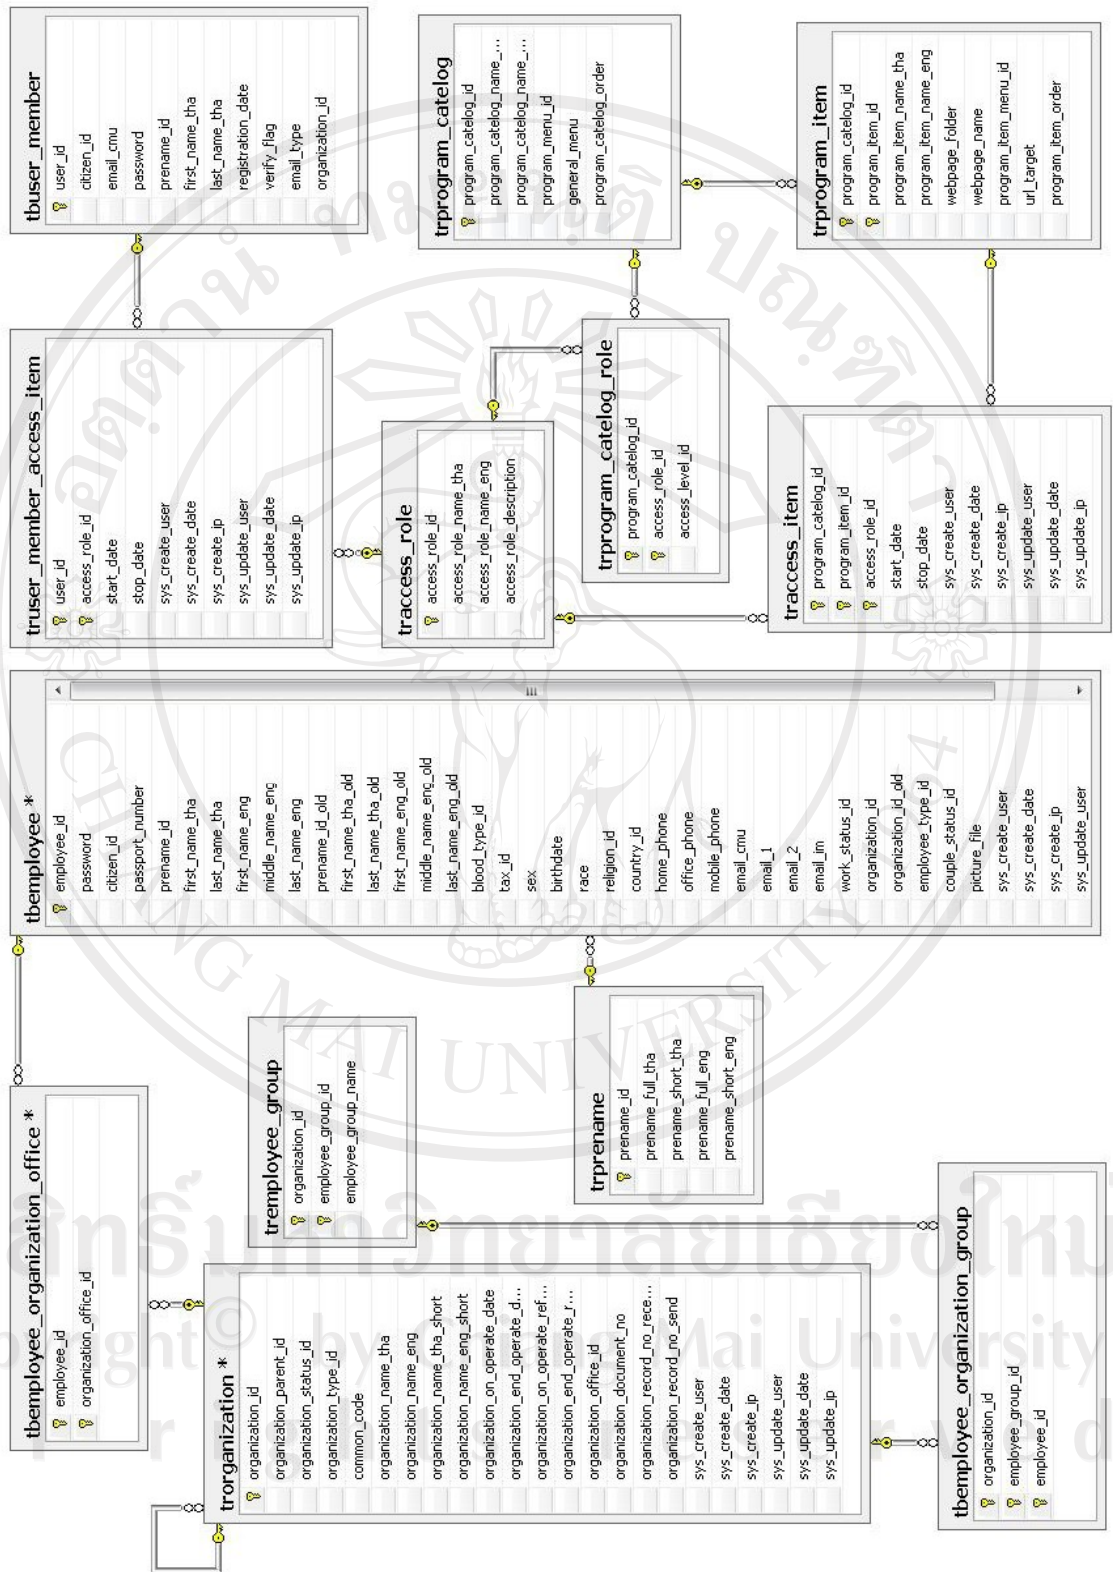 tbemployee_organization_office *
employee_id
organization_office_id
trorganization *
organization_id
organization_parent_id
organization_status_id
organization_type_id
common_code
organization_name_tha
organization_name_eng
organization_name_tha_short
organization_name_eng_short
organization_on_operate_date
organization_end_operate_d...
organization_on_operate_ref...
organization_end_operate_r...
organization_office_id
organization_document_no
organization_record_no_rece...
organization_record_no_send
sys_create_user
sys_create_date
sys_create_ip
sys_update_user
sys_update_date
sys_update_ip
tremployee_group
organization_id
employee_group_id
employee_group_name
trprename
prename_id
prename_full_tha
prename_short_tha
prename_full_eng
prename_short_eng
tbemployee_organization_group
organization_id
employee_group_id
employee_id
tbemployee *
employee_id
password
citizen_id
passport_number
prename_id
first_name_tha
last_name_tha
first_name_eng
middle_name_eng
last_name_eng
prename_id_old
first_name_tha_old
last_name_tha_old
first_name_eng_old
middle_name_eng_old
last_name_eng_old
blood_type_id
tax_id
sex
birthdate
race
religion_id
country_id
home_phone
office_phone
mobile_phone
email_cmu
email_1
email_2
email_im
work_status_id
organization_id
organization_id_old
employee_type_id
couple_status_id
picture_file
sys_create_user
sys_create_date
sys_create_ip
sys_update_user
truser_member_access_item
user_id
access_role_id
start_date
stop_date
sys_create_user
sys_create_date
sys_create_ip
sys_update_user
sys_update_date
sys_update_ip
tbuser_member
user_id
citizen_id
email_cmu
password
prename_id
first_name_tha
last_name_tha
registration_date
verify_flag
email_type
organization_id
traccess_role
access_role_id
access_role_name_tha
access_role_name_eng
access_role_description
trprogram_catelog_role
program_catelog_id
access_role_id
access_level_id
trprogram_catelog
program_catelog_id
program_catelog_name_...
program_catelog_name_...
program_menu_id
general_menu
program_catelog_order
traccess_item
program_catelog_id
program_item_id
access_role_id
start_date
stop_date
sys_create_user
sys_create_date
sys_create_ip
sys_update_user
sys_update_date
sys_update_ip
trprogram_item
program_catelog_id
program_item_id
program_item_name_tha
program_item_name_eng
webpage_folder
webpage_name
program_item_menu_id
url_target
program_item_order